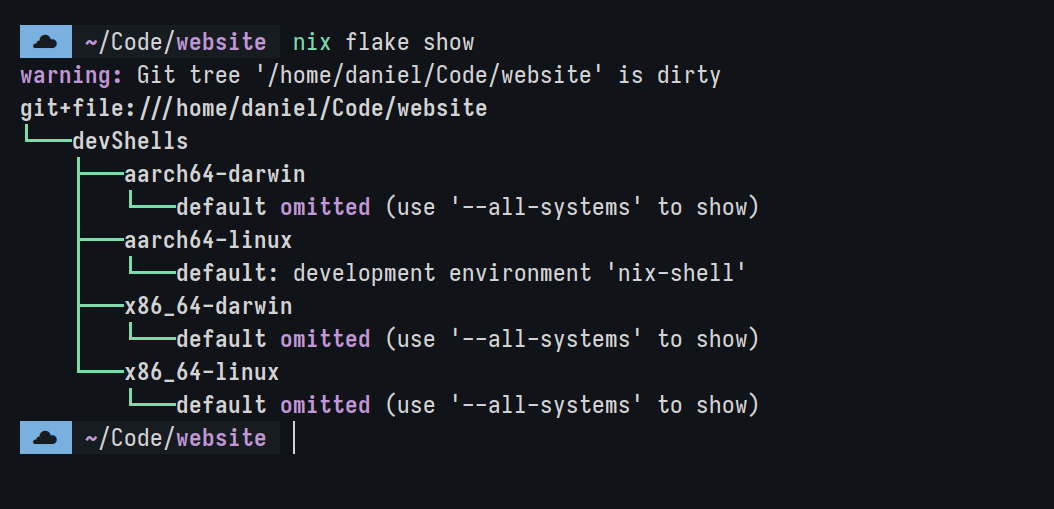 ~/Code/website nix flake show
warning: Git tree '/home/daniel/Code/website' is dirty
git+file:///home/daniel/Code/website
└───devShells
    ├───aarch64-darwin
    │   └───default omitted (use '--all-systems' to show)
    ├───aarch64-linux
    │   └───default: development environment 'nix-shell'
    ├───x86_64-darwin
    │   └───default omitted (use '--all-systems' to show)
    └───x86_64-linux
        └───default omitted (use '--all-systems' to show)
~/Code/website